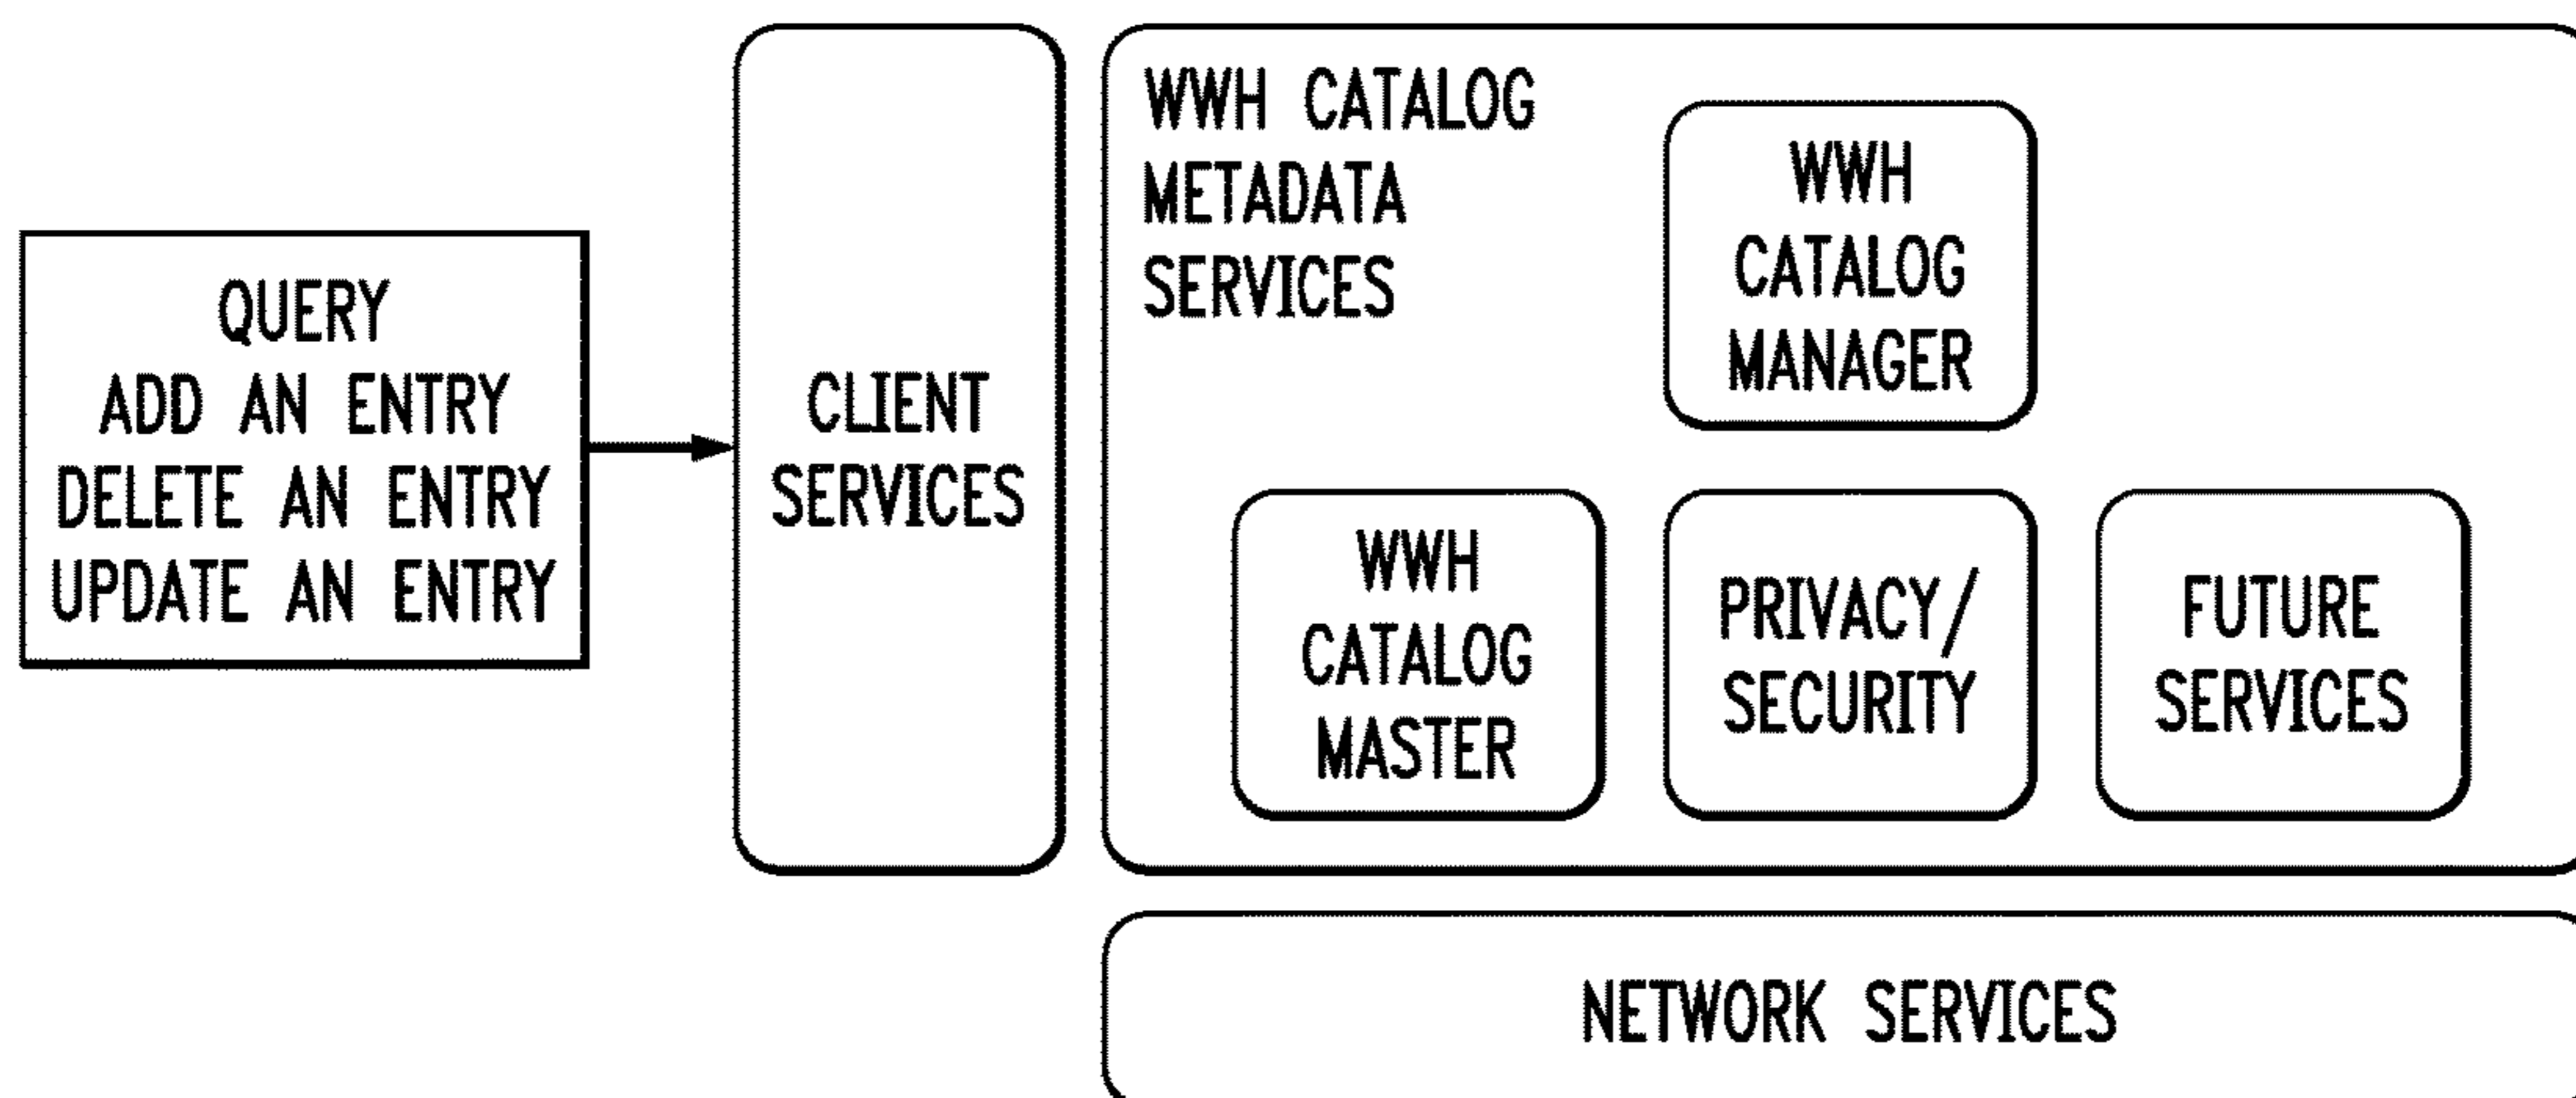 QUERY
ADD AN ENTRY
DELETE AN ENTRY
UPDATE AN ENTRY
CLIENT
SERVICES
WWH CATALOG
METADATA
SERVICES
WWH
CATALOG
MANAGER
WWH
CATALOG
MASTER
PRIVACY/
SECURITY
FUTURE
SERVICES
NETWORK SERVICES